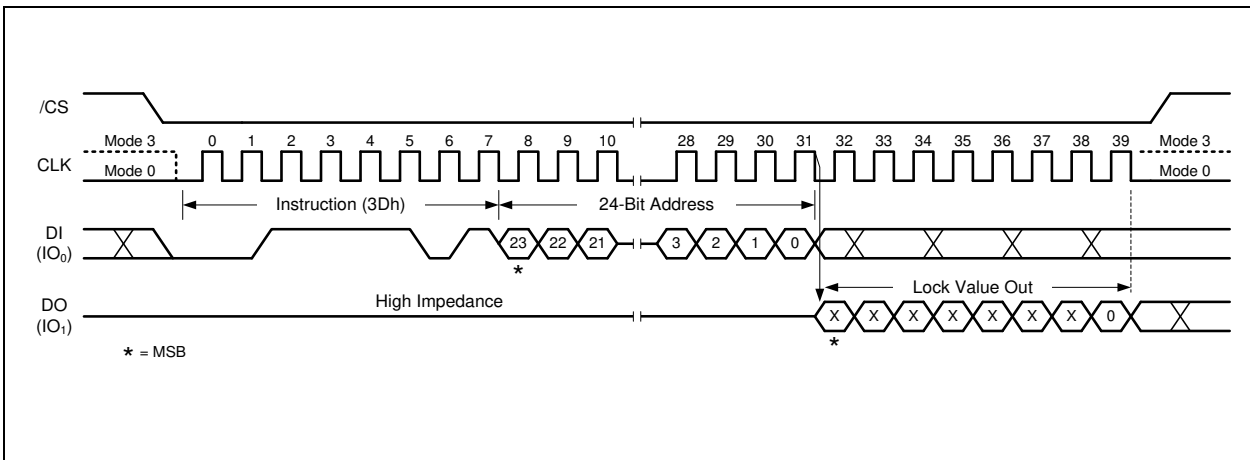 /CS
Mode 3 0 1 2 3 4 5 6 7 8 9 10 28 29 30 31 32 33 34 35 36 37 38 39 Mode 3
CLK Mode 0 Mode 0
Instruction (3Dh) 24-Bit Address
DI
(IO₀) 23 22 21 3 2 1 0
*
Lock Value Out
High Impedance
DO
(IO₁) X X X X X X X 0
*
* = MSB